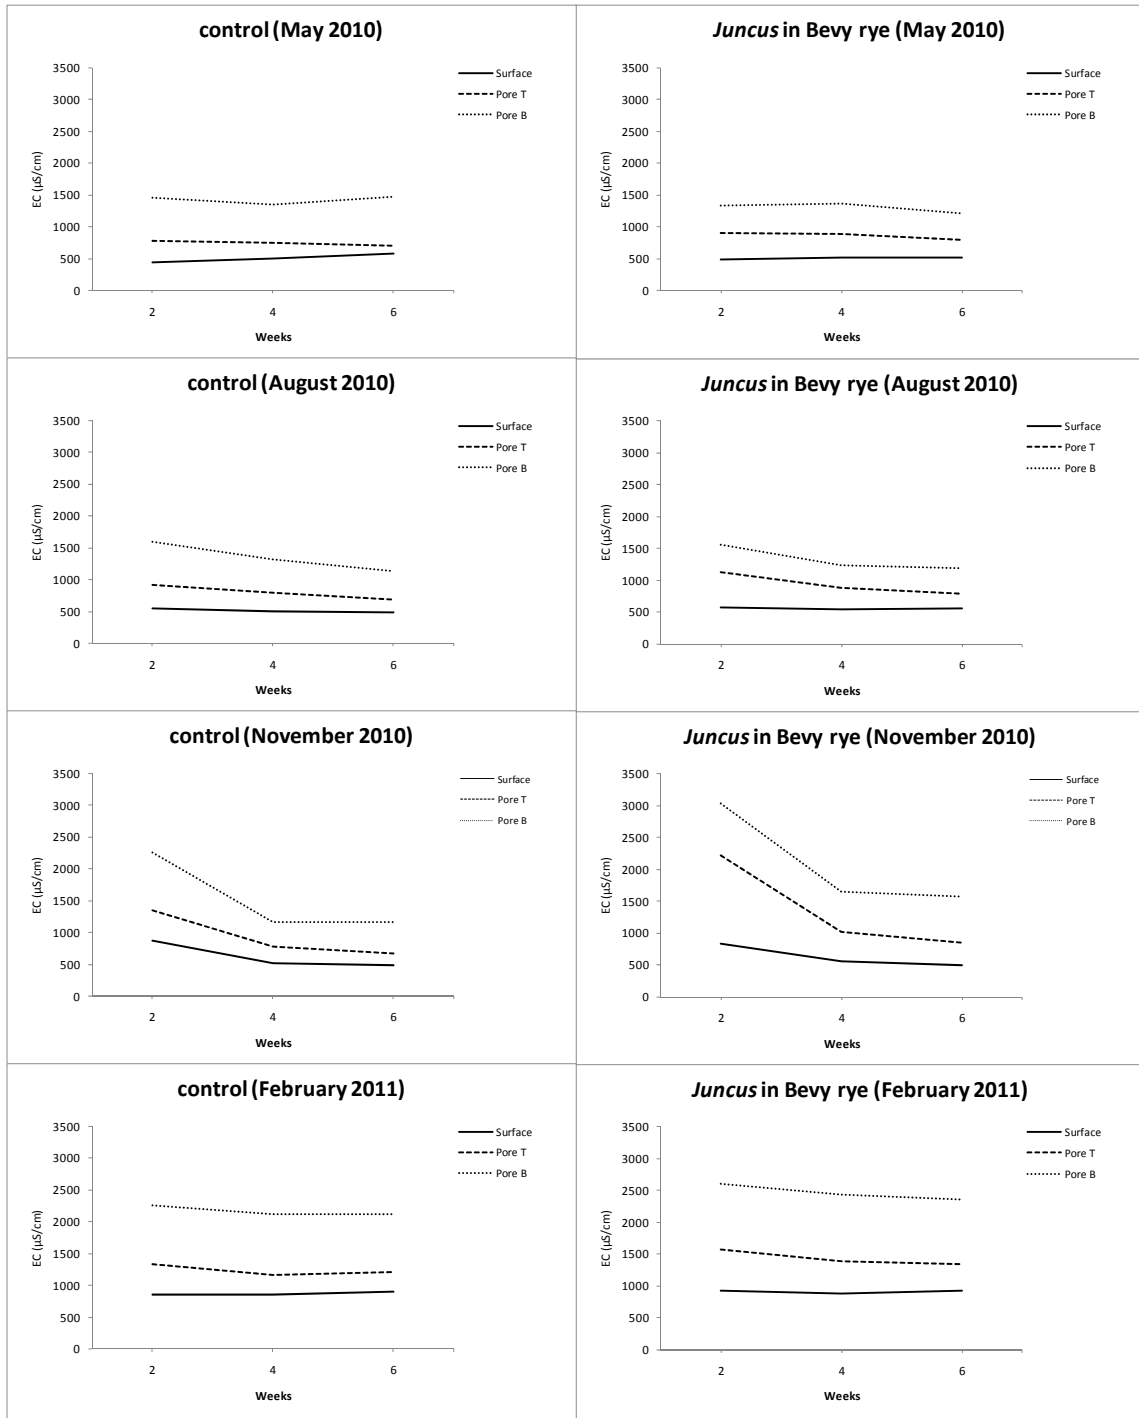 control (May 2010)
3500
3000
2500
2000
1500
1000
500
0
EC (µS/cm)
2
4
6
Weeks
Surface
Pore T
Pore B
Juncus in Bevy rye (May 2010)
3500
3000
2500
2000
1500
1000
500
0
EC (µS/cm)
2
4
6
Weeks
Surface
Pore T
Pore B
control (August 2010)
3500
3000
2500
2000
1500
1000
500
0
EC (µS/cm)
2
4
6
Weeks
Surface
Pore T
Pore B
Juncus in Bevy rye (August 2010)
3500
3000
2500
2000
1500
1000
500
0
EC (µS/cm)
2
4
6
Weeks
Surface
Pore T
Pore B
control (November 2010)
3500
3000
2500
2000
1500
1000
500
0
EC (µS/cm)
2
4
6
Weeks
Surface
Pore T
Pore B
Juncus in Bevy rye (November 2010)
3500
3000
2500
2000
1500
1000
500
0
EC (µS/cm)
2
4
6
Weeks
Surface
Pore T
Pore B
control (February 2011)
3500
3000
2500
2000
1500
1000
500
0
EC (µS/cm)
2
4
6
Weeks
Surface
Pore T
Pore B
Juncus in Bevy rye (February 2011)
3500
3000
2500
2000
1500
1000
500
0
EC (µS/cm)
2
4
6
Weeks
Surface
Pore T
Pore B